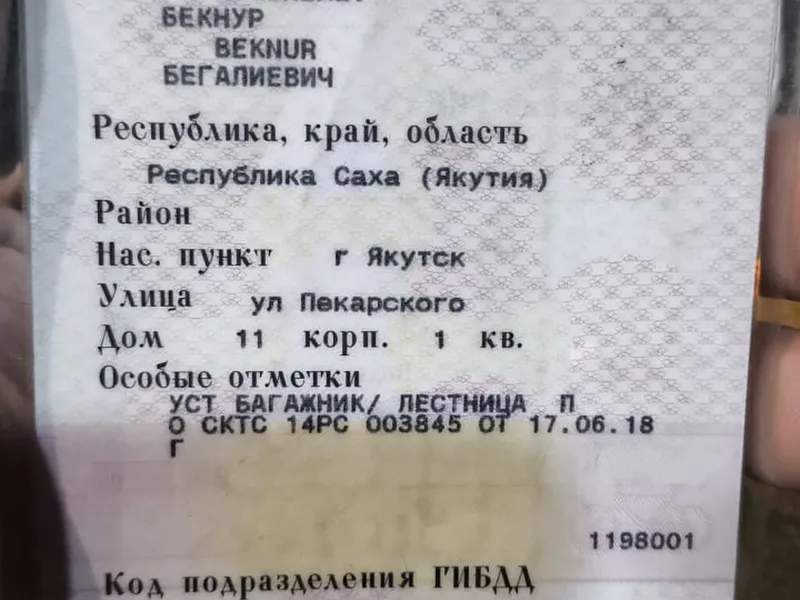 БЕКНУР
BEKNUR
БЕГАЛИЕВИЧ
Республика, край, область
Республика Саха (Якутия)
Район
Нас. пункт г Якутск
Улица ул Пекарского
Дом 11 корп. 1 кв.
Особые отметки
УСТ БАГАЖНИК/ ЛЕСТНИЦА П
О СКТС 14РС 003845 ОТ 17.06.18
Г
1198001
Код подразделения ГИБДД